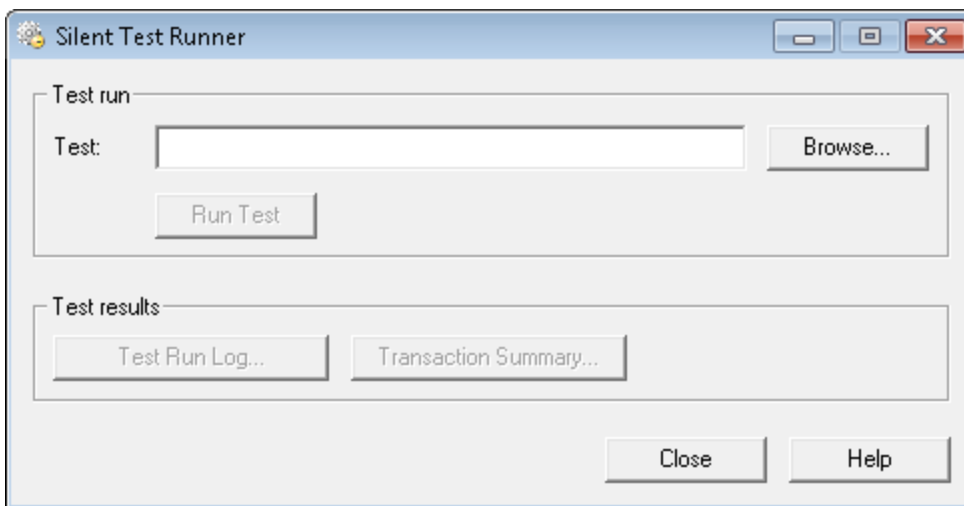 Silent Test Runner
Test run
Test:
Browse...
Run Test
Test results
Test Run Log...
Transaction Summary...
Close
Help